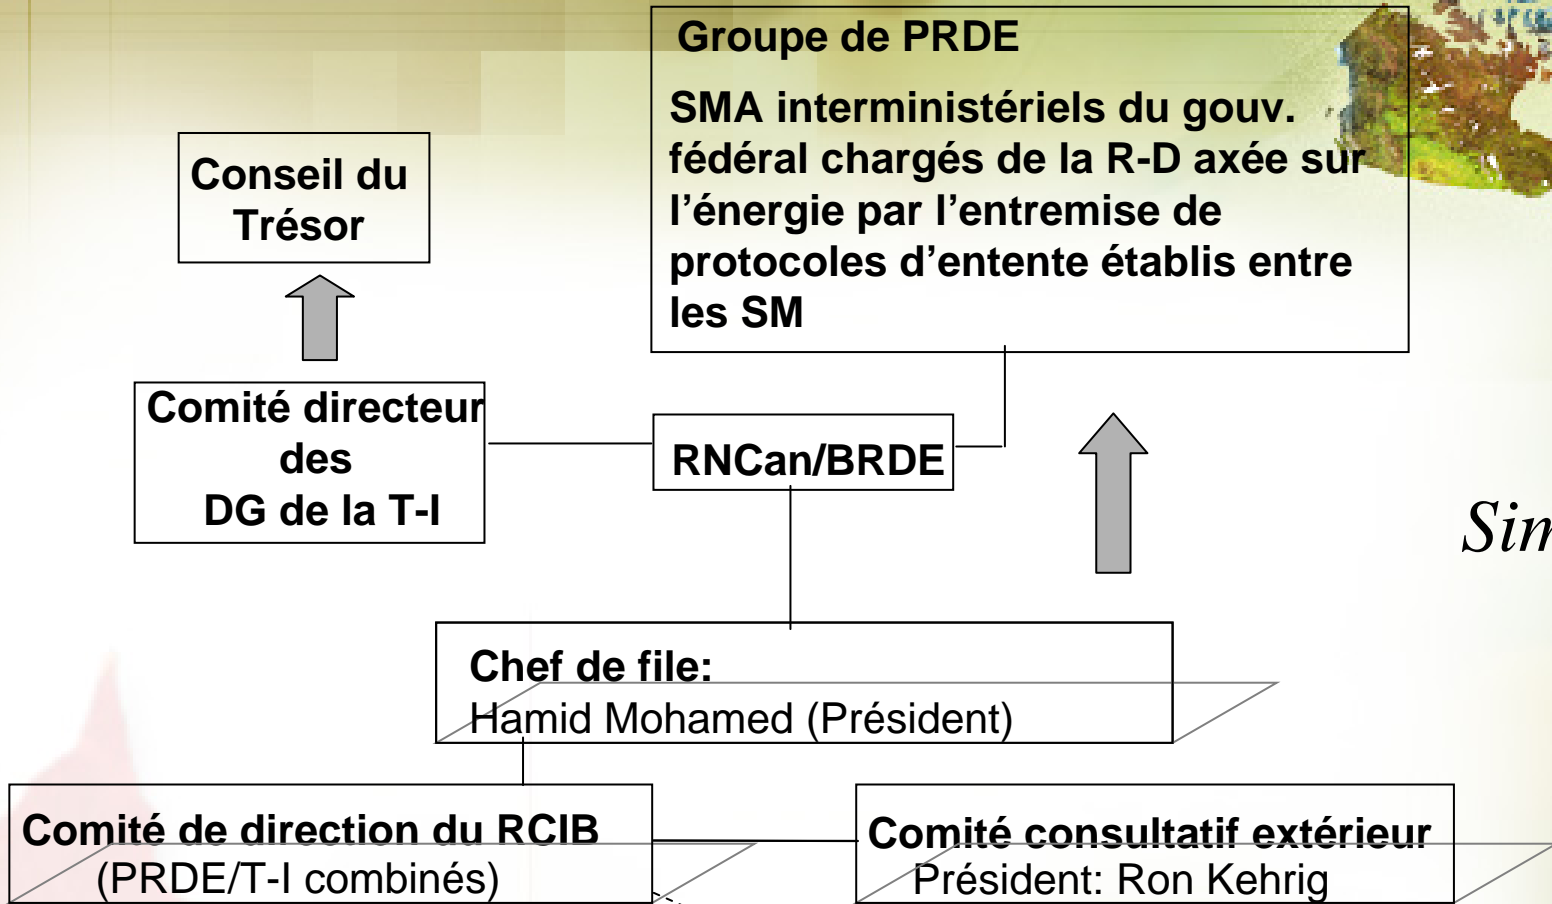 Groupe de PRDE
SMA interministériels du gouv.
fédéral chargés de la R-D axée sur
l’énergie par l’entremise de
protocoles d’entente établis entre
les SM
Conseil du
Trésor
Comité directeur
des
DG de la T-I
RNCan/BRDE
Chef de file:
Hamid Mohamed (Président)
Comité de direction du RCIB
(PRDE/T-I combinés)
Comité consultatif extérieur
Président: Ron Kehrig